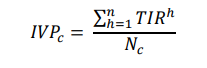 $IVP_c = \frac{\sum_{h=1}^{n} TIR^h}{N_c}$